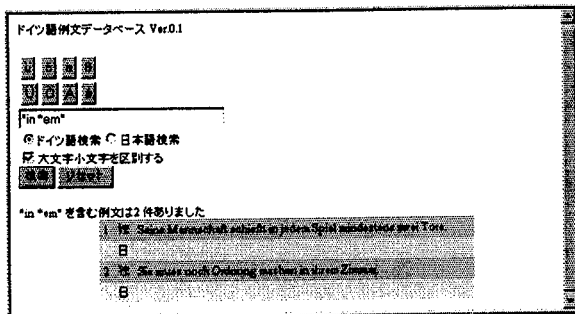 ドイツ語例文データベース Ver.0.1
"in *em"
ドイツ語検索 日本語検索
大文字小文字を区別する
検索
"in *em" を含む例文は2 件ありました
1 独 Seine Mannschaft schießt in jedem Spiel mindestens zwei Tore.
日
2 独 Sie muss noch Ordnung machen in ihrem Zimmer.
日